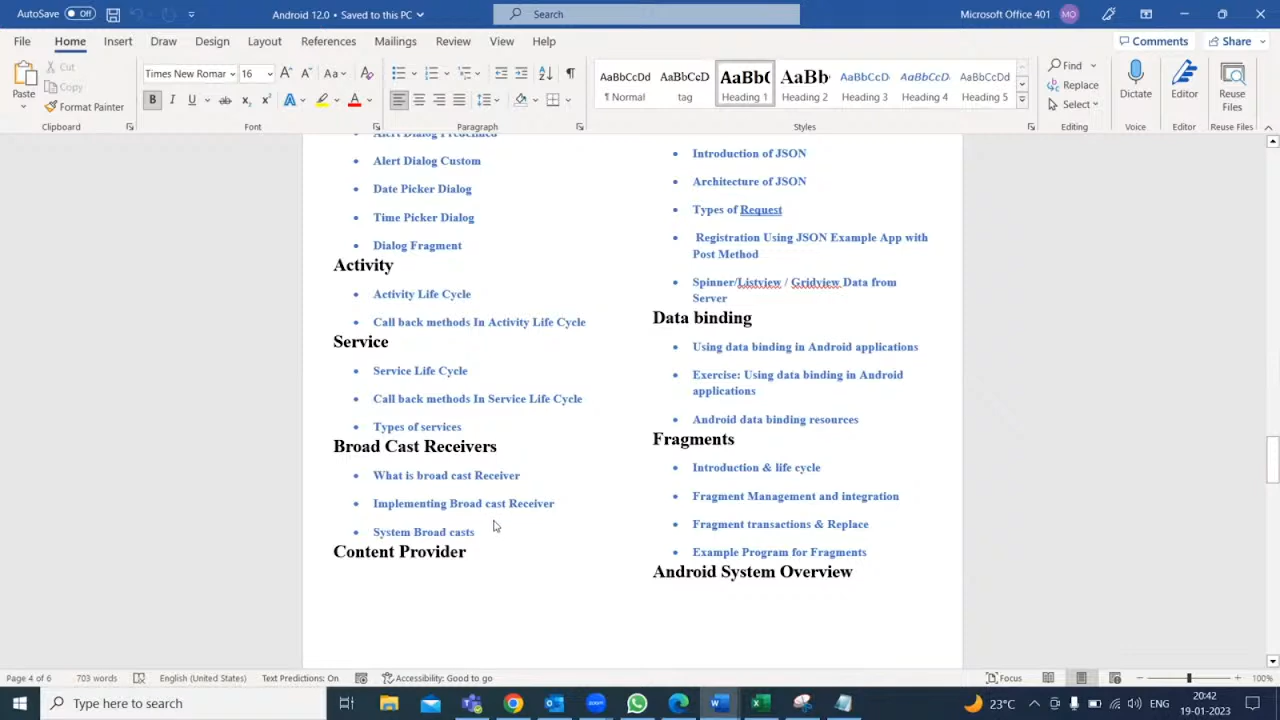 AutoSave Off Android 12.0 • Saved to this PC Search Microsoft Office 401 MO
File Home Insert Draw Design Layout References Mailings Review View Help Comments Share
Paste Cut Copy Format Painter
Times New Roman 16
AaBbCcDd AaBbCcD AaBbC AaBb AaBbCcD AaBbCcD AaBbCcDd
¶ Normal tag Heading 1 Heading 2 Heading 3 Heading 4 Heading 5
Find Replace Select Dictate Editor Reuse Files
Clipboard Font Paragraph Styles Editing Voice Editor Reuse Files
Alert Dialog Predefined
• Alert Dialog Custom
• Date Picker Dialog
• Time Picker Dialog
• Dialog Fragment
Activity
• Activity Life Cycle
• Call back methods In Activity Life Cycle
Service
• Service Life Cycle
• Call back methods In Service Life Cycle
• Types of services
Broad Cast Receivers
• What is broad cast Receiver
• Implementing Broad cast Receiver
• System Broad casts
Content Provider
• Introduction of JSON
• Architecture of JSON
• Types of Request
• Registration Using JSON Example App with
Post Method
• Spinner/Listview / Gridview Data from
Server
Data binding
• Using data binding in Android applications
• Exercise: Using data binding in Android
applications
• Android data binding resources
Fragments
• Introduction & life cycle
• Fragment Management and integration
• Fragment transactions & Replace
• Example Program for Fragments
Android System Overview
Page 4 of 6 703 words English (United States) Text Predictions: On Accessibility: Good to go Focus 100%
Type here to search 23°C ENG 20:42
19-01-2023